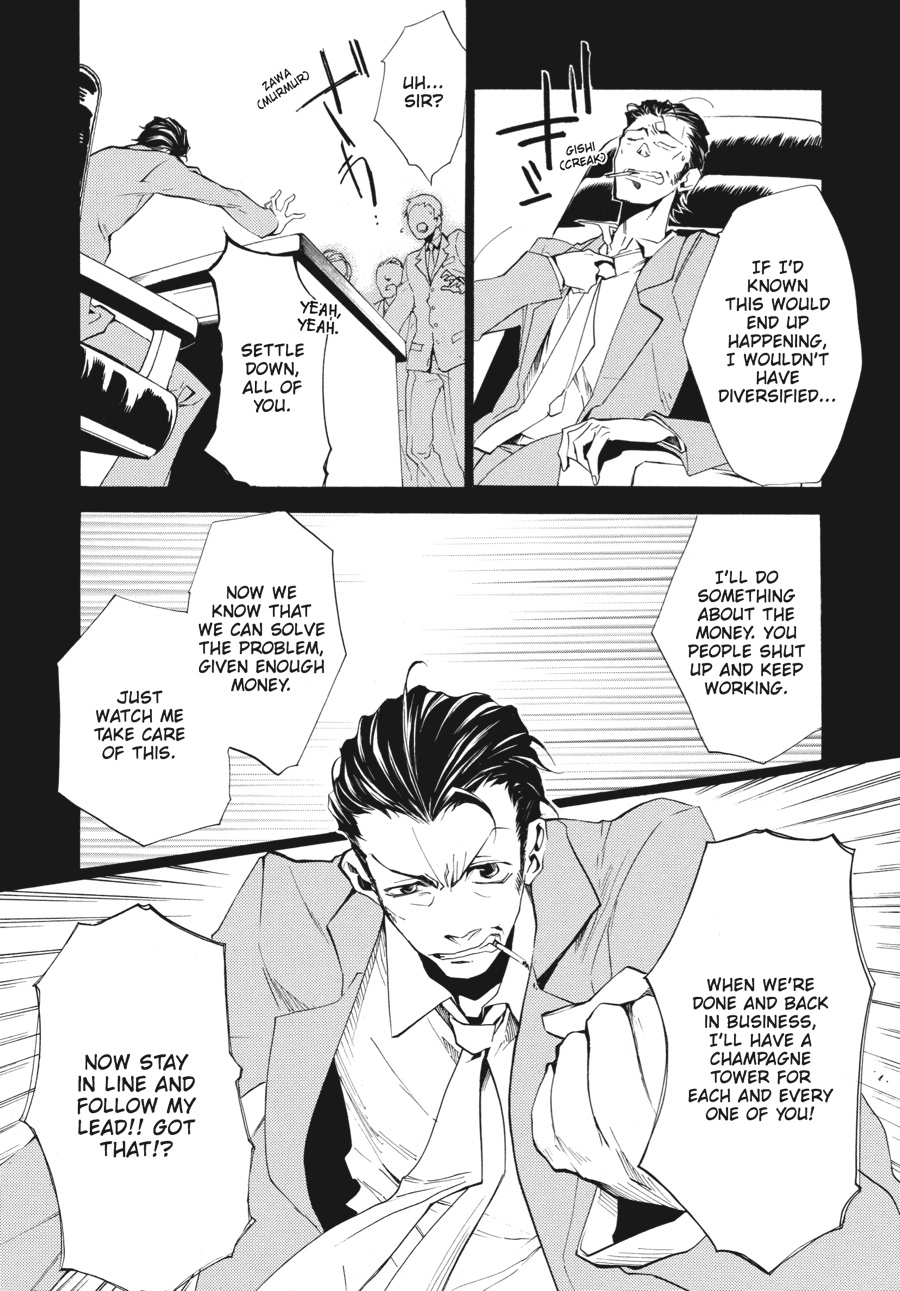 IF I'D
KNOWN
THIS WOULD
END UP
HAPPENING,
I WOULDN'T
HAVE
DIVERSIFIED...
ギシ
GISHI
(CREAK)
UH...
SIR?
ザワ
ZAWA
(MURMUR)
YEAH,
YEAH.
SETTLE
DOWN,
ALL OF
YOU.
I'LL DO
SOMETHING
ABOUT THE
MONEY. YOU
PEOPLE SHUT
UP AND KEEP
WORKING.
NOW WE
KNOW THAT
WE CAN SOLVE
THE PROBLEM,
GIVEN ENOUGH
MONEY.
JUST
WATCH ME
TAKE CARE
OF THIS.
WHEN WE'RE
DONE AND BACK
IN BUSINESS,
I'LL HAVE A
CHAMPAGNE
TOWER FOR
EACH AND EVERY
ONE OF YOU!
NOW STAY
IN LINE AND
FOLLOW MY
LEAD!! GOT
THAT!?